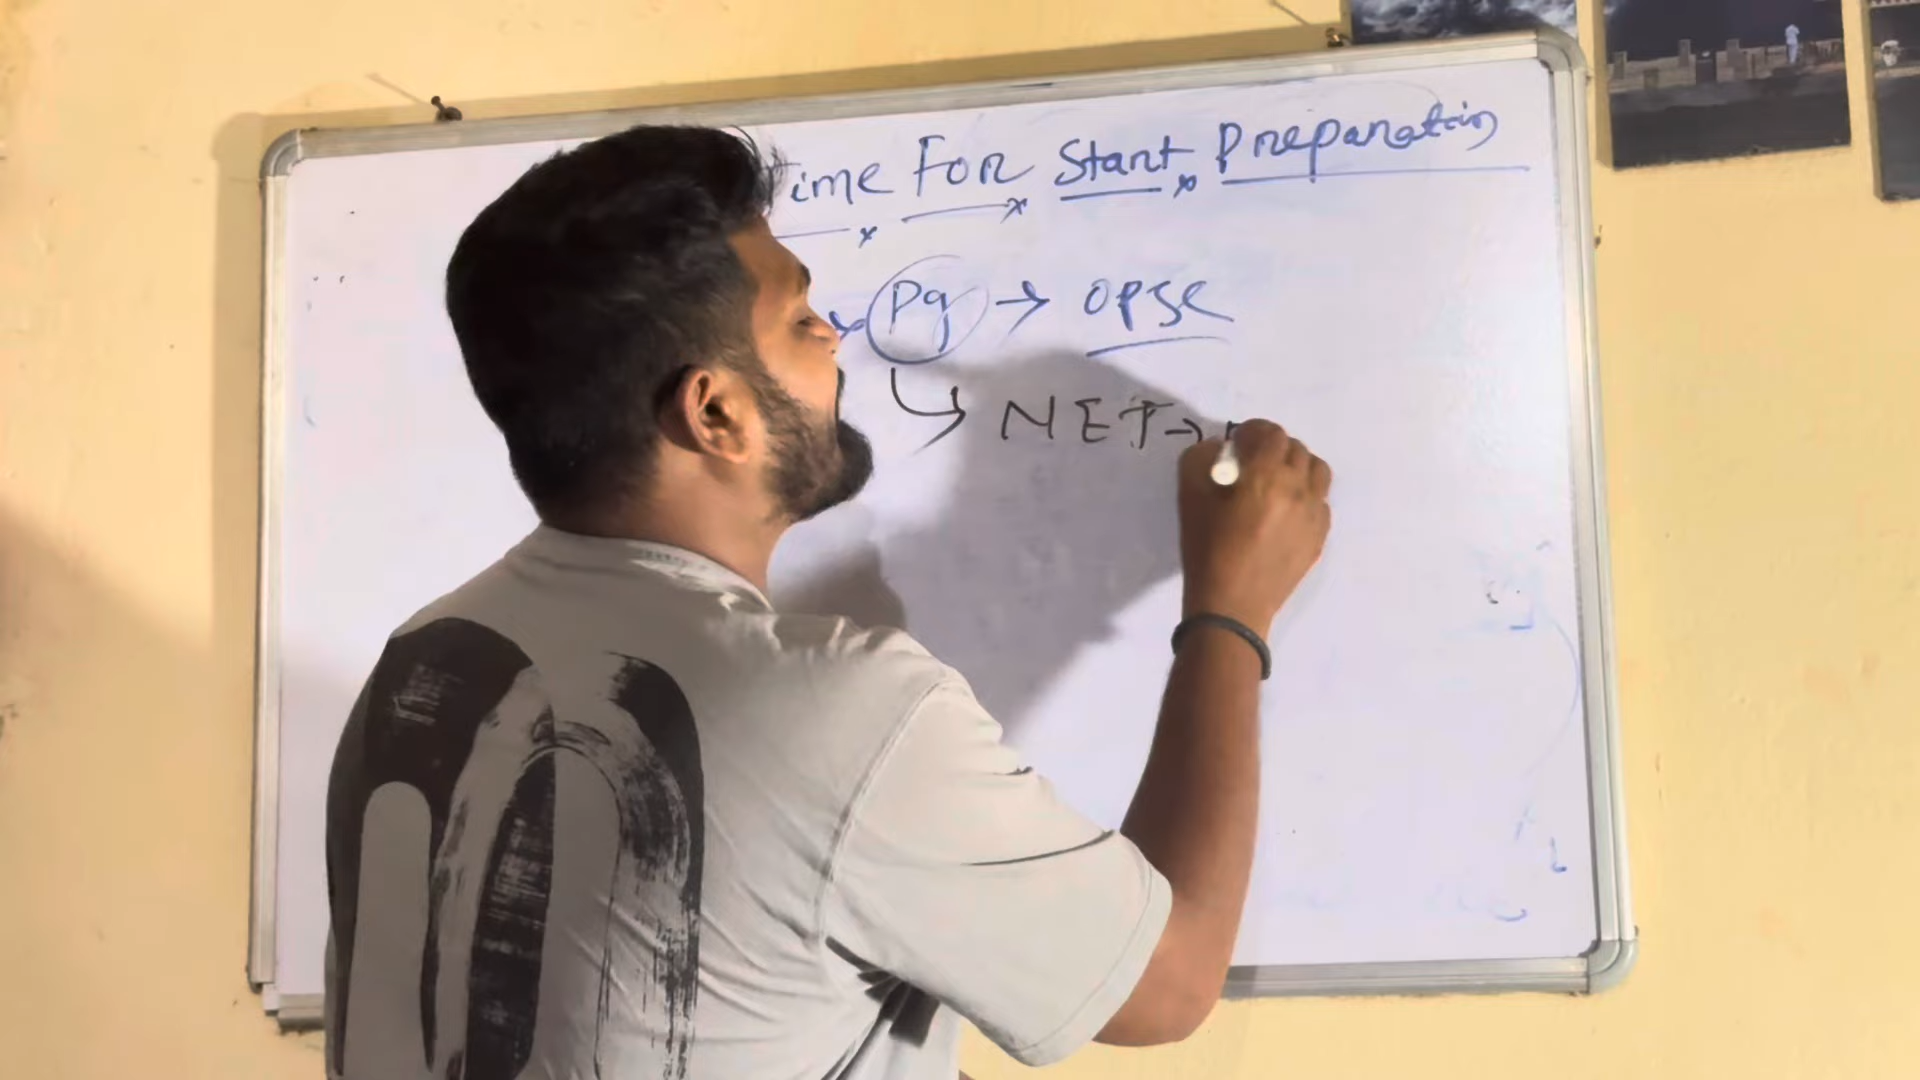 ime For Start Preparation
Pg → OPSC
NET →